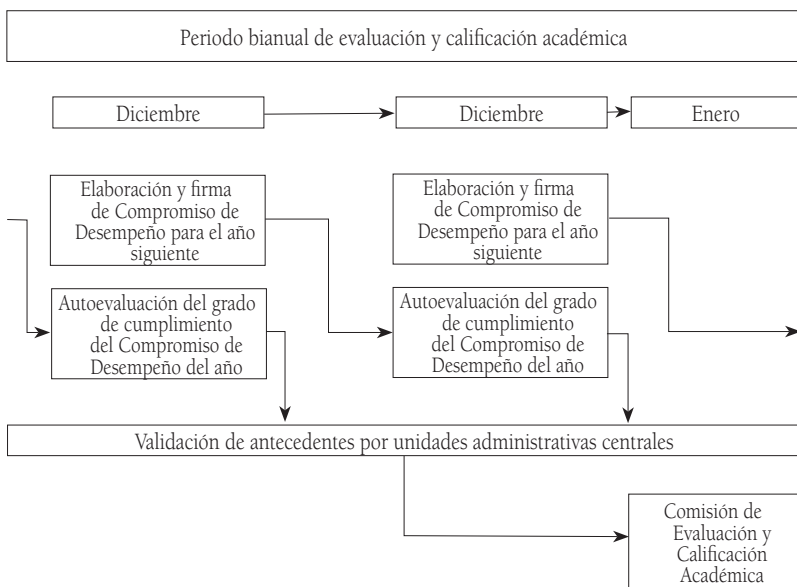 Periodo bianual de evaluación y calificación académica
Diciembre
Diciembre
Enero
Elaboración y firma
de Compromiso de
Desempeño para el año
siguiente
Elaboración y firma
de Compromiso de
Desempeño para el año
siguiente
Autoevaluación del grado
de cumplimiento
del Compromiso de
Desempeño del año
Autoevaluación del grado
de cumplimiento
del Compromiso de
Desempeño del año
Validación de antecedentes por unidades administrativas centrales
Comisión de
Evaluación y
Calificación
Académica